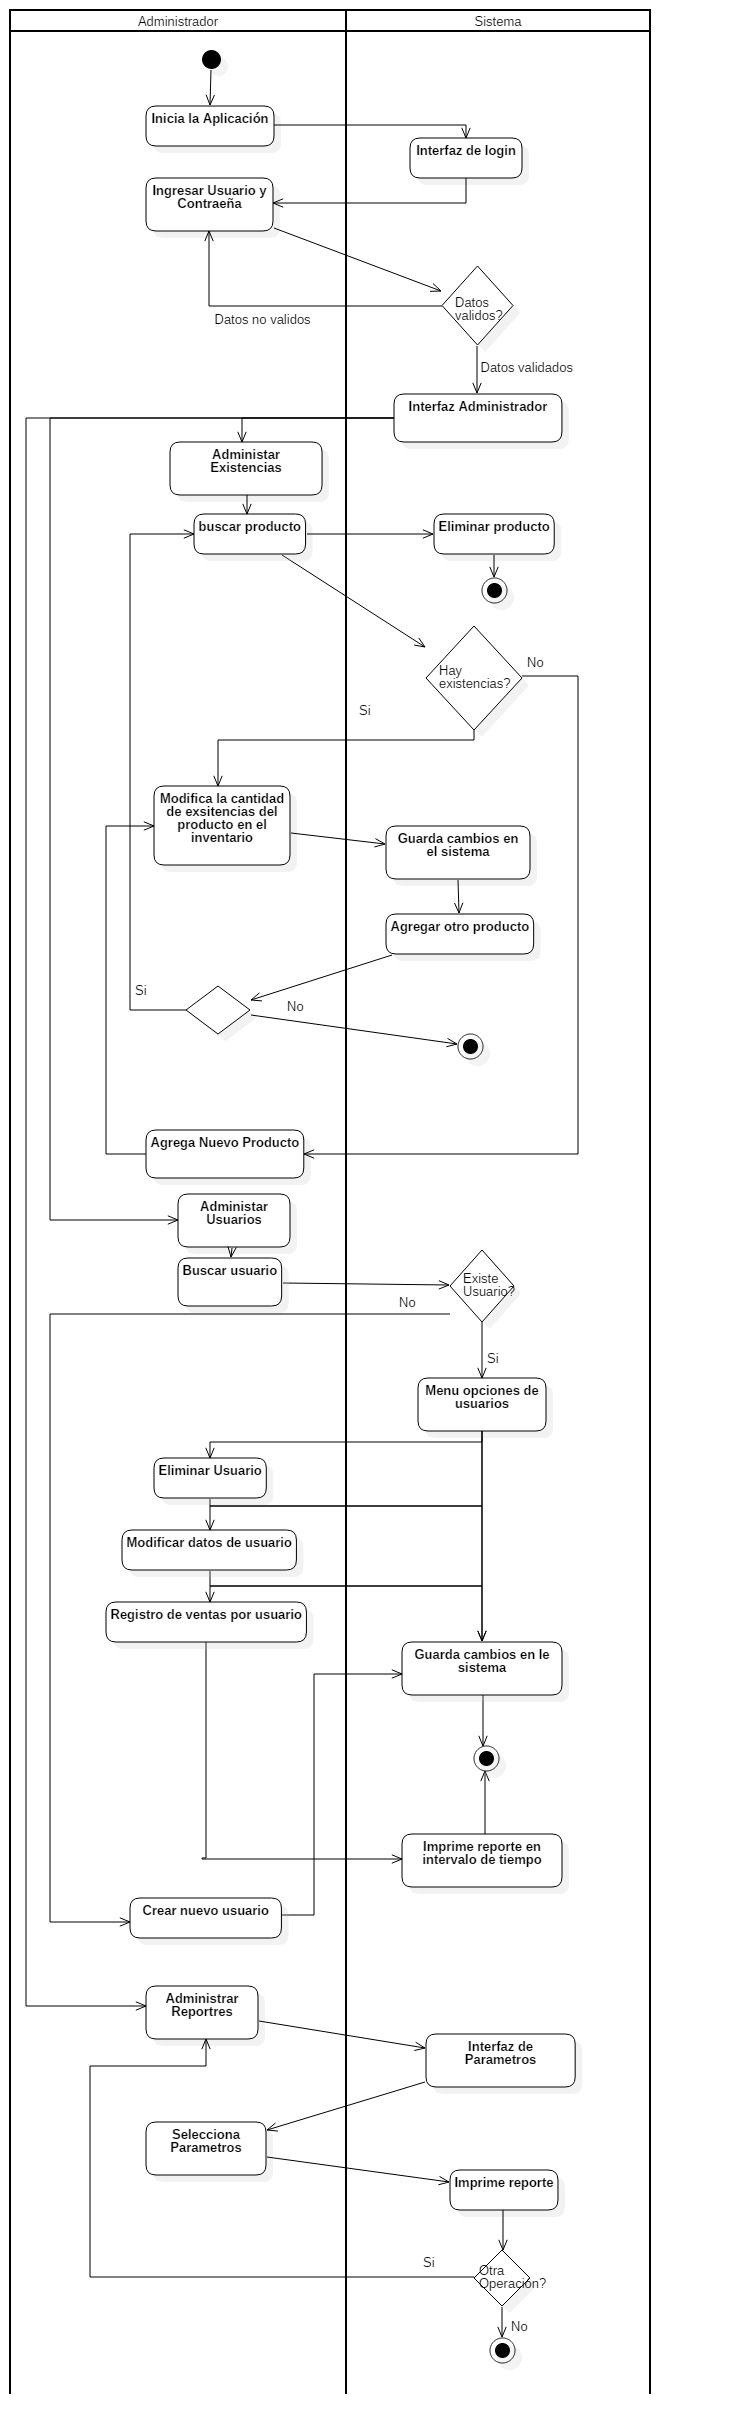 Administrador
Sistema
Inicia la Aplicación
Interfaz de login
Ingresar Usuario y
Contraeña
Datos
validos?
Datos no validos
Datos validados
Interfaz Administrador
Administar
Existencias
buscar producto
Eliminar producto
Hay
existencias?
No
Si
Modifica la cantidad
de exsitencias del
producto en el
inventario
Guarda cambios en
el sistema
Agregar otro producto
Si
No
Agrega Nuevo Producto
Administar
Usuarios
Buscar usuario
Existe
Usuario?
No
Si
Menu opciones de
usuarios
Eliminar Usuario
Modificar datos de usuario
Registro de ventas por usuario
Guarda cambios en le
sistema
Imprime reporte en
intervalo de tiempo
Crear nuevo usuario
Administrar
Reportres
Interfaz de
Parametros
Selecciona
Parametros
Imprime reporte
Si
Otra
Operación?
No